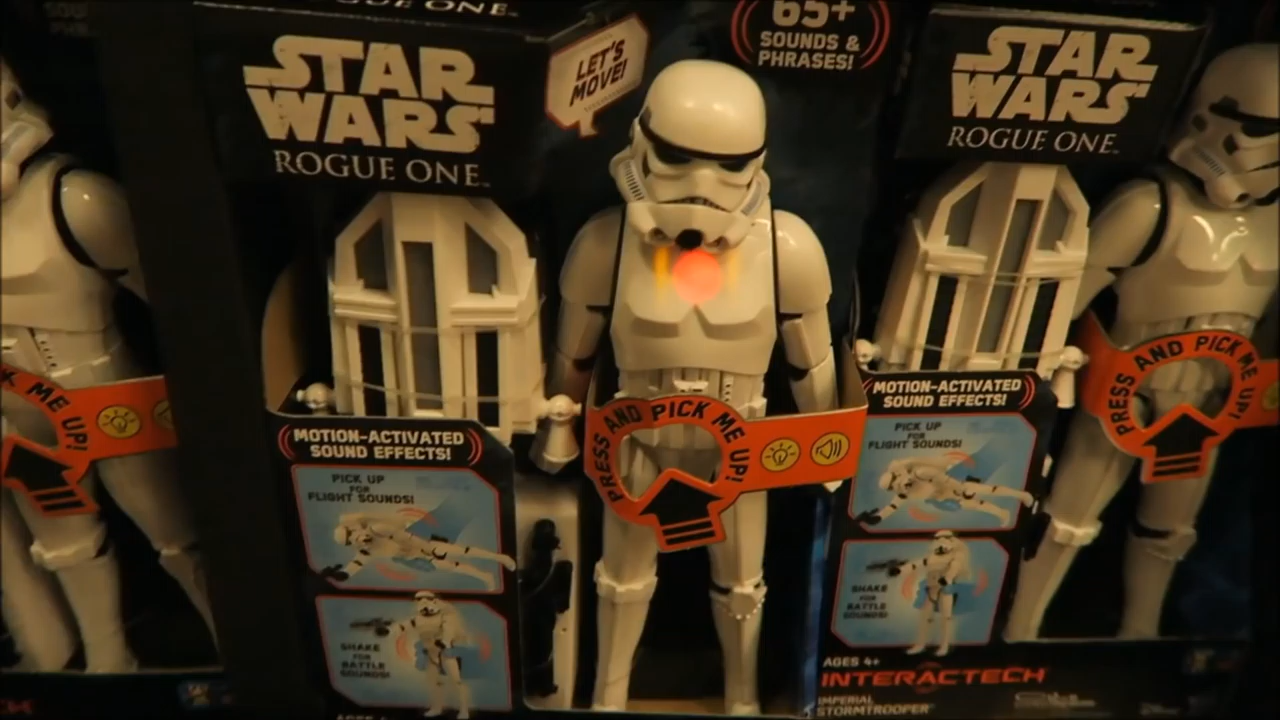 ROGUE ONE
STAR
WARS
ROGUE ONE
LET'S
MOVE!
65+
SOUNDS &
PHRASES!
STAR
WARS
ROGUE ONE
K ME UP!
MOTION-ACTIVATED
SOUND EFFECTS!
PICK UP
FOR
FLIGHT SOUNDS!
SHAKE
FOR
BATTLE
SOUNDS!
PRESS AND PICK ME UP!
MOTION-ACTIVATED
SOUND EFFECTS!
PICK UP
FOR
FLIGHT SOUNDS!
SHAKE
FOR
BATTLE
SOUNDS!
PRESS AND PICK ME UP!
AGES 4+
INTERACTECH
IMPERIAL
STORMTROOPER